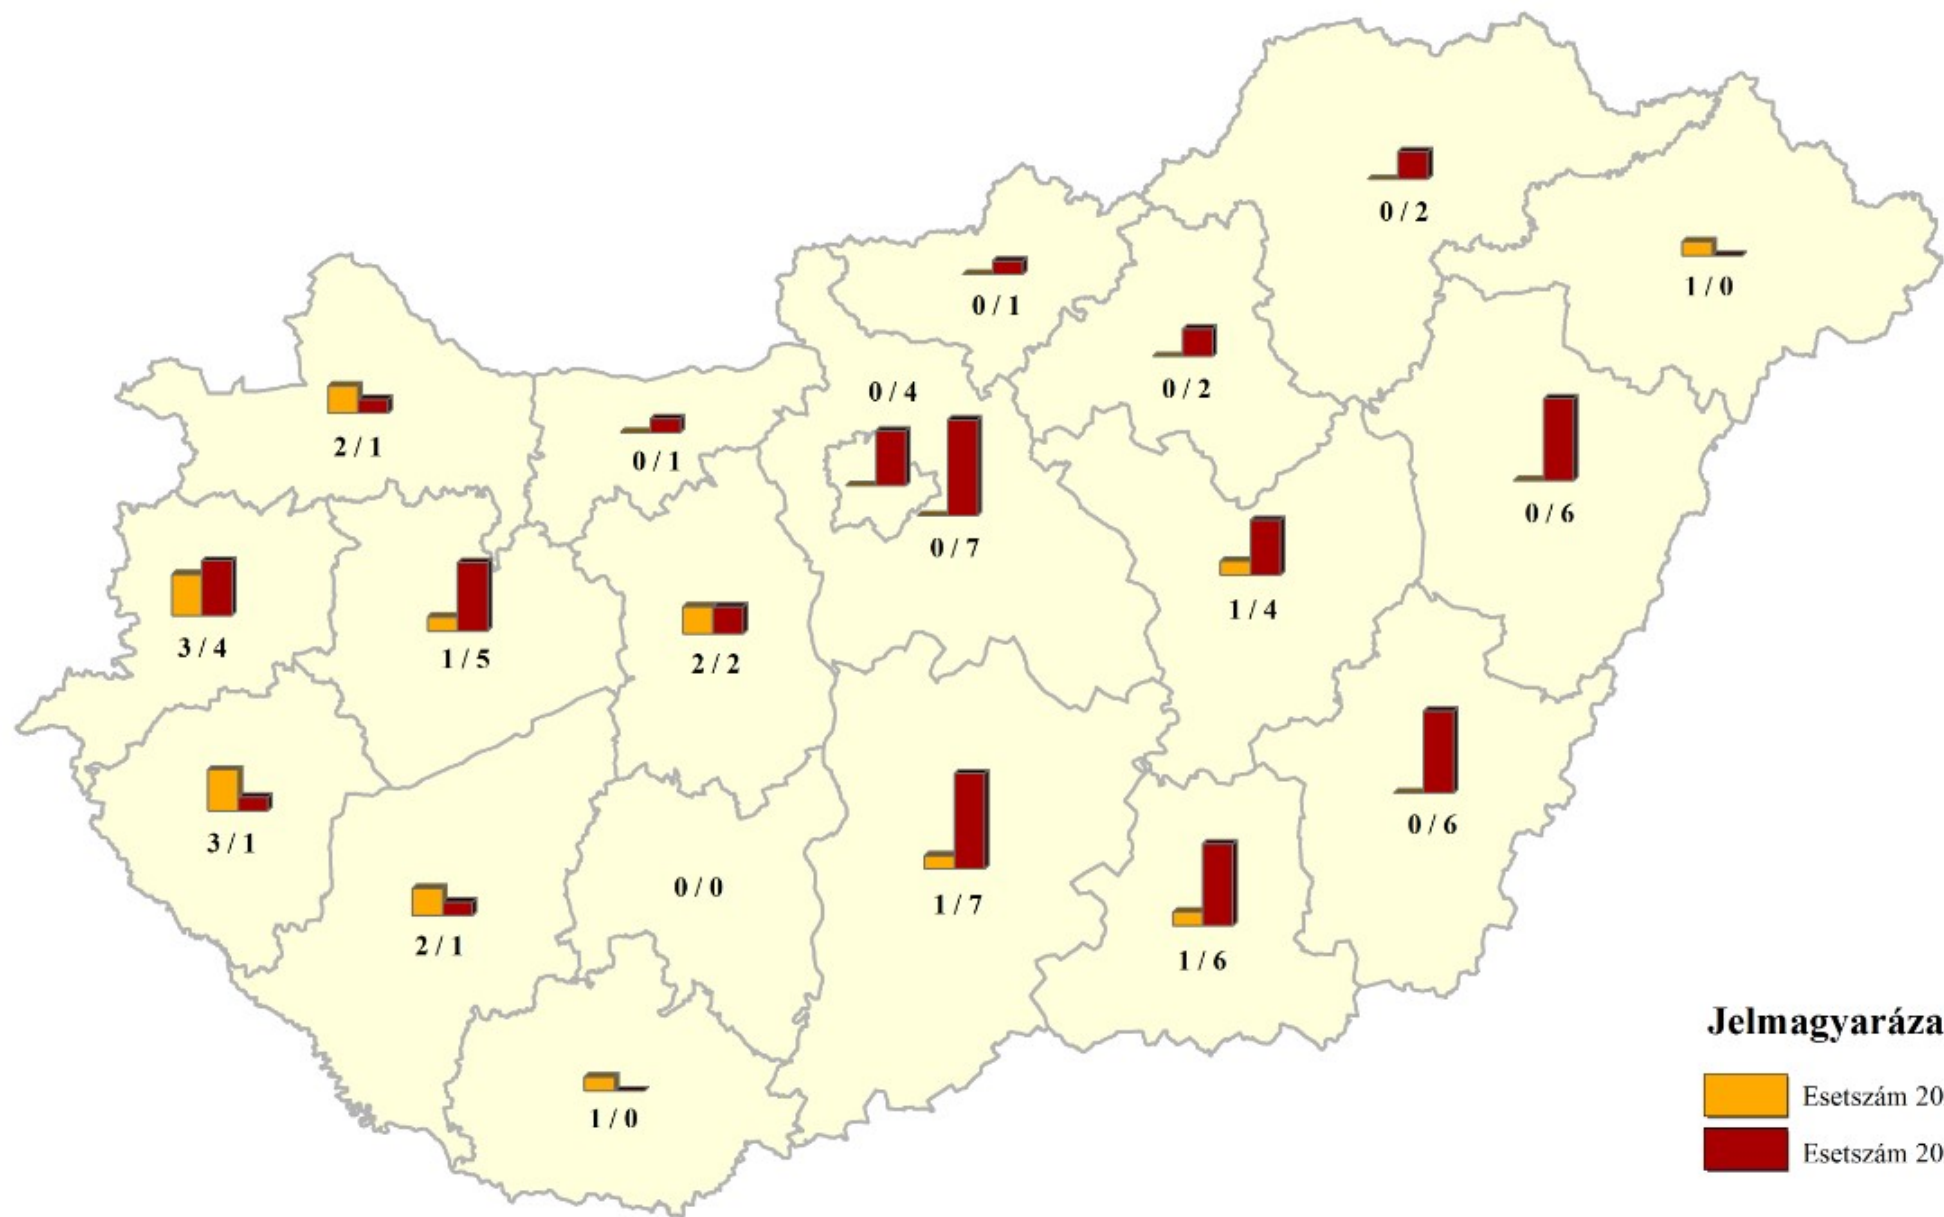 0 / 2
1 / 0
0 / 1
0 / 2
0 / 4
2 / 1
0 / 1
0 / 6
0 / 7
1 / 4
3 / 4
1 / 5
2 / 2
0 / 6
3 / 1
0 / 0
1 / 7
2 / 1
1 / 6
1 / 0
Jelmagyaráza
Esetszám 20
Esetszám 20